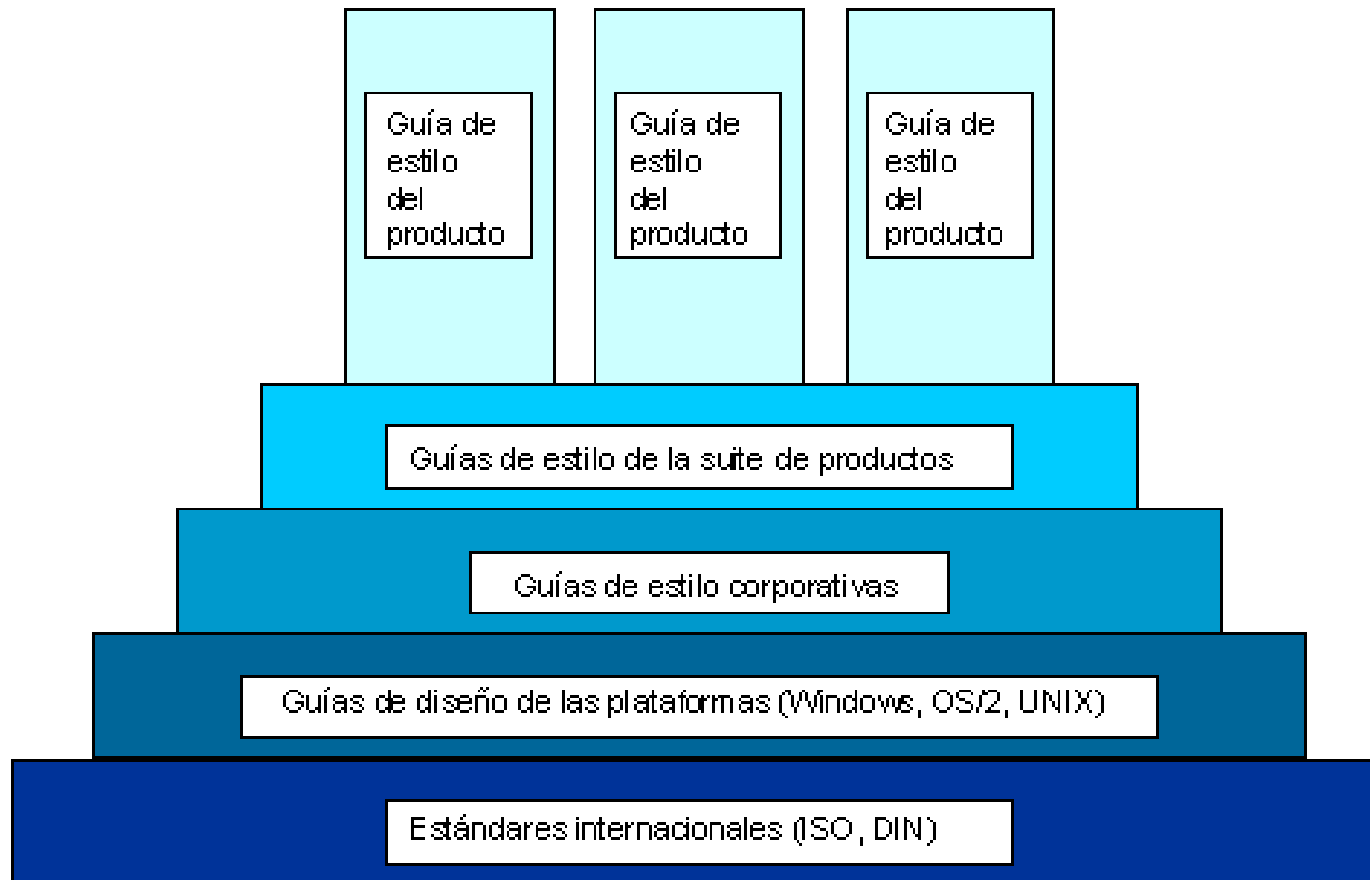 Guía de
estilo
del
producto
Guía de
estilo
del
producto
Guía de
estilo
del
producto
Guías de estilo de la suite de productos
Guías de estilo corporativas
Guías de diseño de las plataformas (Windows, OS/2, UNIX)
Estándares internacionales (ISO, DIN)